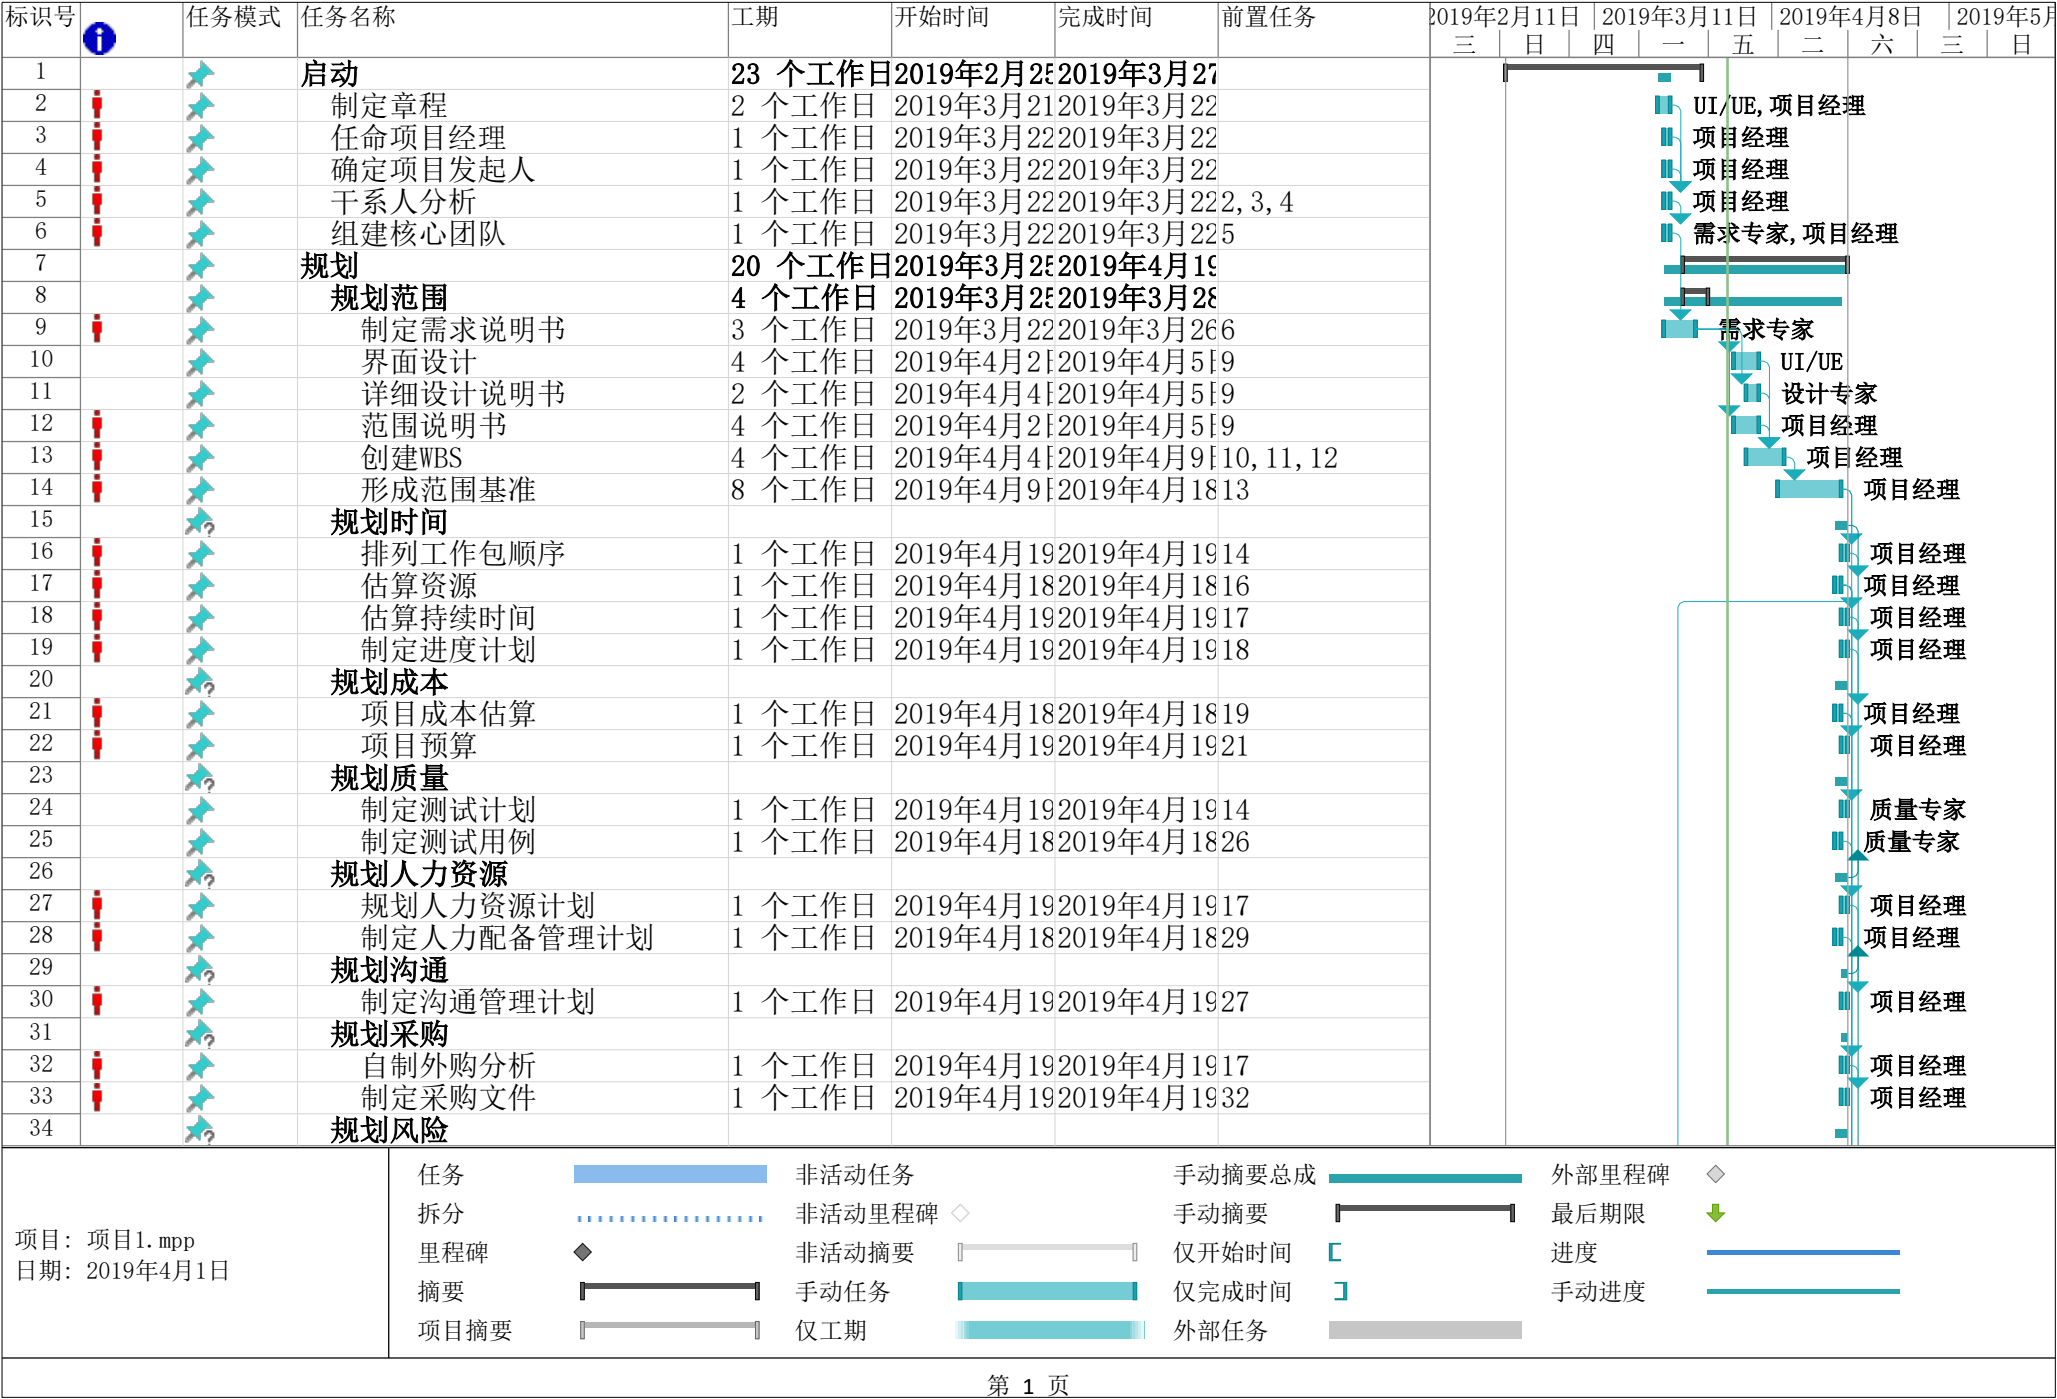 标识号 任务模式 任务名称 工期 开始时间 完成时间 前置任务 2019年2月11日 2019年3月11日 2019年4月8日 2019年5月
三 日 四 一 五 二 六 三 日
1 启动 23 个工作日 2019年2月25 2019年3月27
2 制定章程 2 个工作日 2019年3月21 2019年3月22 UI/UE,项目经理
3 任命项目经理 1 个工作日 2019年3月22 2019年3月22 项目经理
4 确定项目发起人 1 个工作日 2019年3月22 2019年3月22 项目经理
5 干系人分析 1 个工作日 2019年3月22 2019年3月22 2,3,4 项目经理
6 组建核心团队 1 个工作日 2019年3月22 2019年3月22 5 需求专家,项目经理
7 规划 20 个工作日 2019年3月25 2019年4月19
8 规划范围 4 个工作日 2019年3月25 2019年3月28
9 制定需求说明书 3 个工作日 2019年3月22 2019年3月26 6 需求专家
10 界面设计 4 个工作日 2019年4月2日 2019年4月5日 9 UI/UE
11 详细设计说明书 2 个工作日 2019年4月4日 2019年4月5日 9 设计专家
12 范围说明书 4 个工作日 2019年4月2日 2019年4月5日 9 项目经理
13 创建WBS 4 个工作日 2019年4月4日 2019年4月9日 10,11,12 项目经理
14 形成范围基准 8 个工作日 2019年4月9日 2019年4月18 13 项目经理
15 规划时间
16 排列工作包顺序 1 个工作日 2019年4月19 2019年4月19 14 项目经理
17 估算资源 1 个工作日 2019年4月18 2019年4月18 16 项目经理
18 估算持续时间 1 个工作日 2019年4月19 2019年4月19 17 项目经理
19 制定进度计划 1 个工作日 2019年4月19 2019年4月19 18 项目经理
20 规划成本
21 项目成本估算 1 个工作日 2019年4月18 2019年4月18 19 项目经理
22 项目预算 1 个工作日 2019年4月19 2019年4月19 21 项目经理
23 规划质量
24 制定测试计划 1 个工作日 2019年4月19 2019年4月19 14 质量专家
25 制定测试用例 1 个工作日 2019年4月18 2019年4月18 26 质量专家
26 规划人力资源
27 规划人力资源计划 1 个工作日 2019年4月19 2019年4月19 17 项目经理
28 制定人力配备管理计划 1 个工作日 2019年4月18 2019年4月18 29 项目经理
29 规划沟通
30 制定沟通管理计划 1 个工作日 2019年4月19 2019年4月19 27 项目经理
31 规划采购
32 自制外购分析 1 个工作日 2019年4月19 2019年4月19 17 项目经理
33 制定采购文件 1 个工作日 2019年4月19 2019年4月19 32 项目经理
34 规划风险
项目: 项目1.mpp
日期: 2019年4月1日
任务 非活动任务 手动摘要总成 外部里程碑
拆分 非活动里程碑 手动摘要 最后期限
里程碑 非活动摘要 仅开始时间 进度
摘要 手动任务 仅完成时间 手动进度
项目摘要 仅工期 外部任务
第 1 页